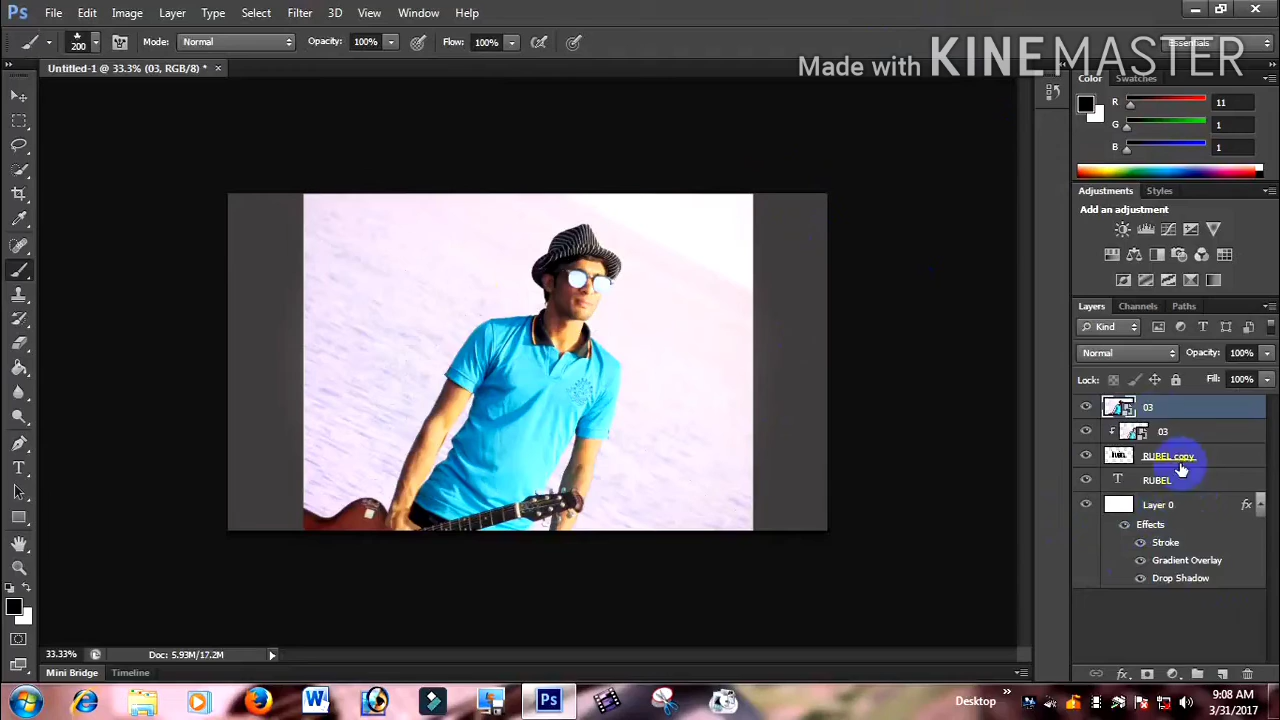 Ps File Edit Image Layer Type Select Filter 3D View Window Help
200 Mode: Normal Opacity: 100% Flow: 100% Essentials
Made with KINEMASTER
Untitled-1 @ 33.3% (03, RGB/8) * ×
Color Swatches
R 11
G 1
B 1
Adjustments Styles
Add an adjustment
Layers Channels Paths
Kind
Normal Opacity: 100%
Lock: Fill: 100%
03
03
RUBEL copy
RUBEL
Layer 0 fx
Effects
Stroke
Gradient Overlay
Drop Shadow
33.33% Doc: 5.93M/17.2M
Mini Bridge Timeline
Desktop
9:08 AM
3/31/2017